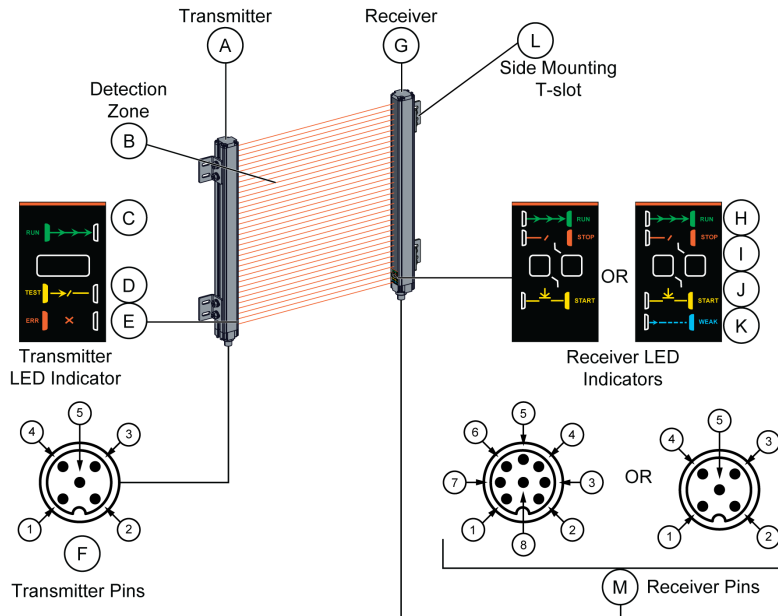 Transmitter
Receiver
A
G
L
Side Mounting
T-slot
Detection
Zone
B
C
RUN
TEST
D
ERR
E
Transmitter
LED Indicator
RUN
STOP
START
OR
RUN
STOP
START
WEAK
H
I
J
K
Receiver LED
Indicators
5
4
3
1
2
F
Transmitter Pins
5
6
4
7
3
1
2
8
OR
5
4
3
1
2
M
Receiver Pins